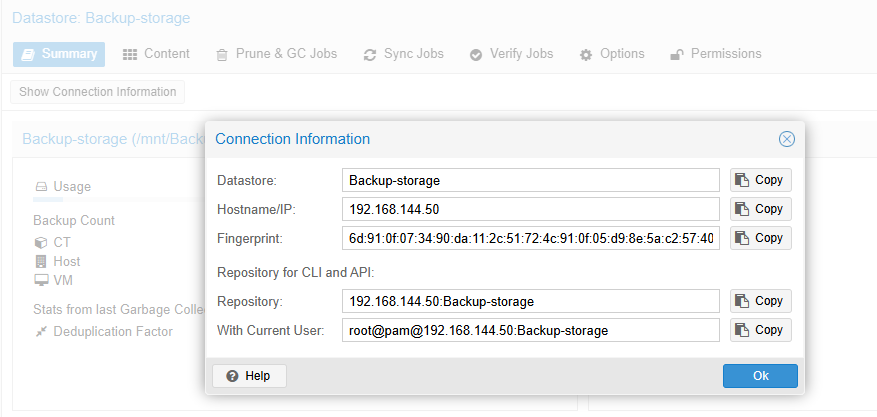 Datastore: Backup-storage
Summary Content Prune & GC Jobs Sync Jobs Verify Jobs Options Permissions
Show Connection Information
Backup-storage (/mnt/Back
Connection Information
Usage
Backup Count
CT
Host
VM
Stats from last Garbage Colle
Deduplication Factor
Datastore: Backup-storage Copy
Hostname/IP: 192.168.144.50 Copy
Fingerprint: 6d:91:0f:07:34:90:da:11:2c:51:72:4c:91:0f:05:d9:8e:5a:c2:57:40 Copy
Repository for CLI and API:
Repository: 192.168.144.50:Backup-storage Copy
With Current User: root@pam@192.168.144.50:Backup-storage Copy
Help Ok